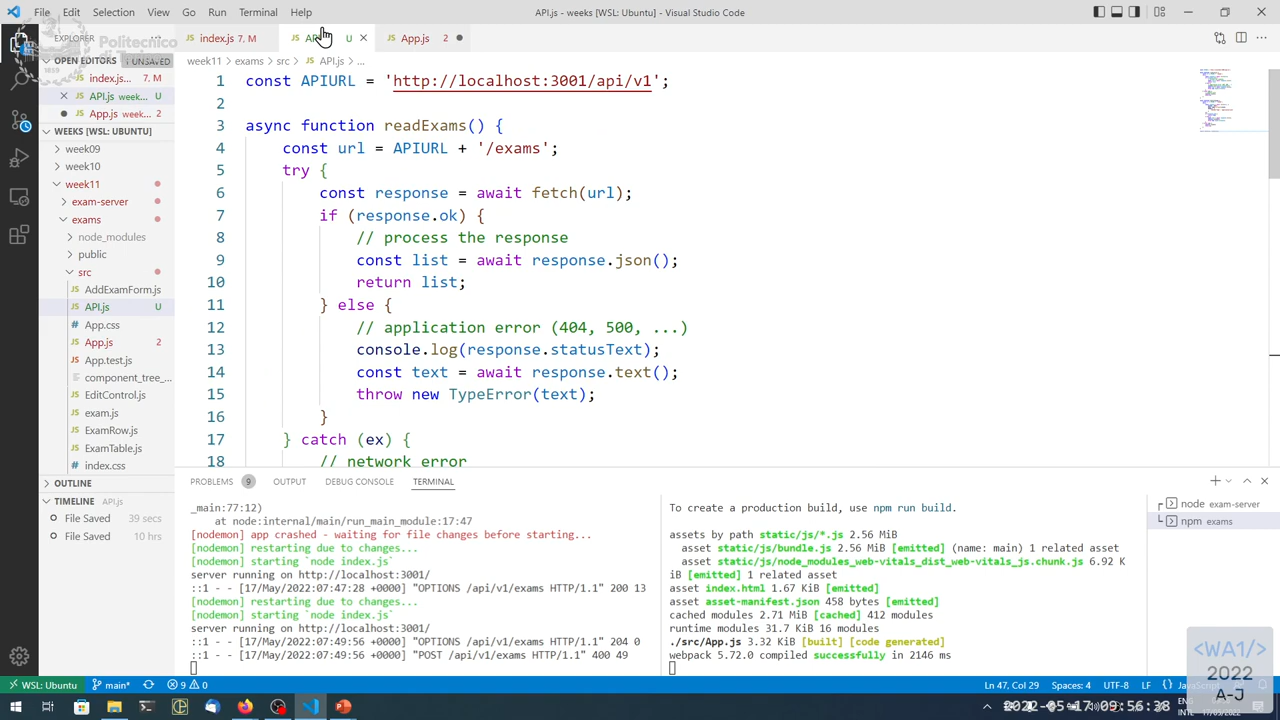 File Edit Selection View Go Run Terminal Help
API.js - weeks [WSL: Ubuntu] - Visual Studio Code
EXPLORER
Politecnico
OPEN EDITORS 1 UNSAVED
index.js... 7, M
API.js week... U
App.js week... 2
WEEKS [WSL: UBUNTU]
week09
week10
week11
exam-server
exams
node_modules
public
src
AddExamForm.js
API.js U
App.css
App.js 2
App.test.js
component_tree_...
EditControl.js
exam.js
ExamRow.js
ExamTable.js
index.css
OUTLINE
TIMELINE API.js
File Saved 39 secs
File Saved 10 hrs
index.js 7, M
U
App.js 2
week11 > exams > src > API.js > ...
1 const APIURL = 'http://localhost:3001/api/v1';
2
3 async function readExams() {
4 const url = APIURL + '/exams';
5 try {
6 const response = await fetch(url);
7 if (response.ok) {
8 // process the response
9 const list = await response.json();
10 return list;
11 } else {
12 // application error (404, 500, ...)
13 console.log(response.statusText);
14 const text = await response.text();
15 throw new TypeError(text);
16 }
17 } catch (ex) {
18 // network error
PROBLEMS 9 OUTPUT DEBUG CONSOLE TERMINAL
_main:77:12)
at node:internal/main/run_main_module:17:47
[nodemon] app crashed - waiting for file changes before starting...
[nodemon] restarting due to changes...
[nodemon] starting `node index.js`
server running on http://localhost:3001/
::1 - - [17/May/2022:07:47:28 +0000] "OPTIONS /api/v1/exams HTTP/1.1" 200 13
[nodemon] restarting due to changes...
[nodemon] starting `node index.js`
server running on http://localhost:3001/
::1 - - [17/May/2022:07:49:56 +0000] "OPTIONS /api/v1/exams HTTP/1.1" 204 0
::1 - - [17/May/2022:07:49:56 +0000] "POST /api/v1/exams HTTP/1.1" 400 49
To create a production build, use npm run build.
assets by path static/js/*.js 2.56 MiB
asset static/js/bundle.js 2.56 MiB [emitted] (name: main) 1 related asset
asset static/js/node_modules_web-vitals_dist_web-vitals_js.chunk.js 6.92 K
iB [emitted] 1 related asset
asset index.html 1.67 KiB [emitted]
asset asset-manifest.json 458 bytes [emitted]
cached modules 2.71 MiB [cached] 412 modules
runtime modules 31.7 KiB 16 modules
./src/App.js 3.32 KiB [built] [code generated]
webpack 5.72.0 compiled successfully in 2146 ms
node exam-server
npm exams
<WA1/>
2022
A-J
WSL: Ubuntu main* 9 0
Ln 47, Col 29 Spaces: 4 UTF-8 LF JavaScript
2022-05-17 09:56:38